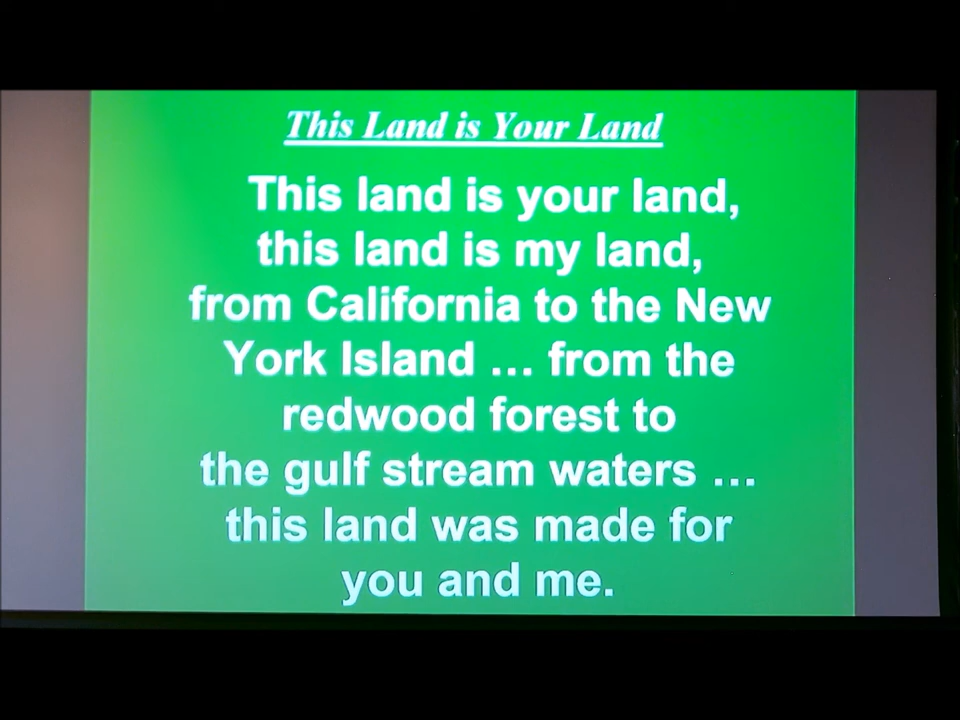 This Land is Your Land
This land is your land,
this land is my land,
from California to the New
York Island … from the
redwood forest to
the gulf stream waters …
this land was made for
you and me.